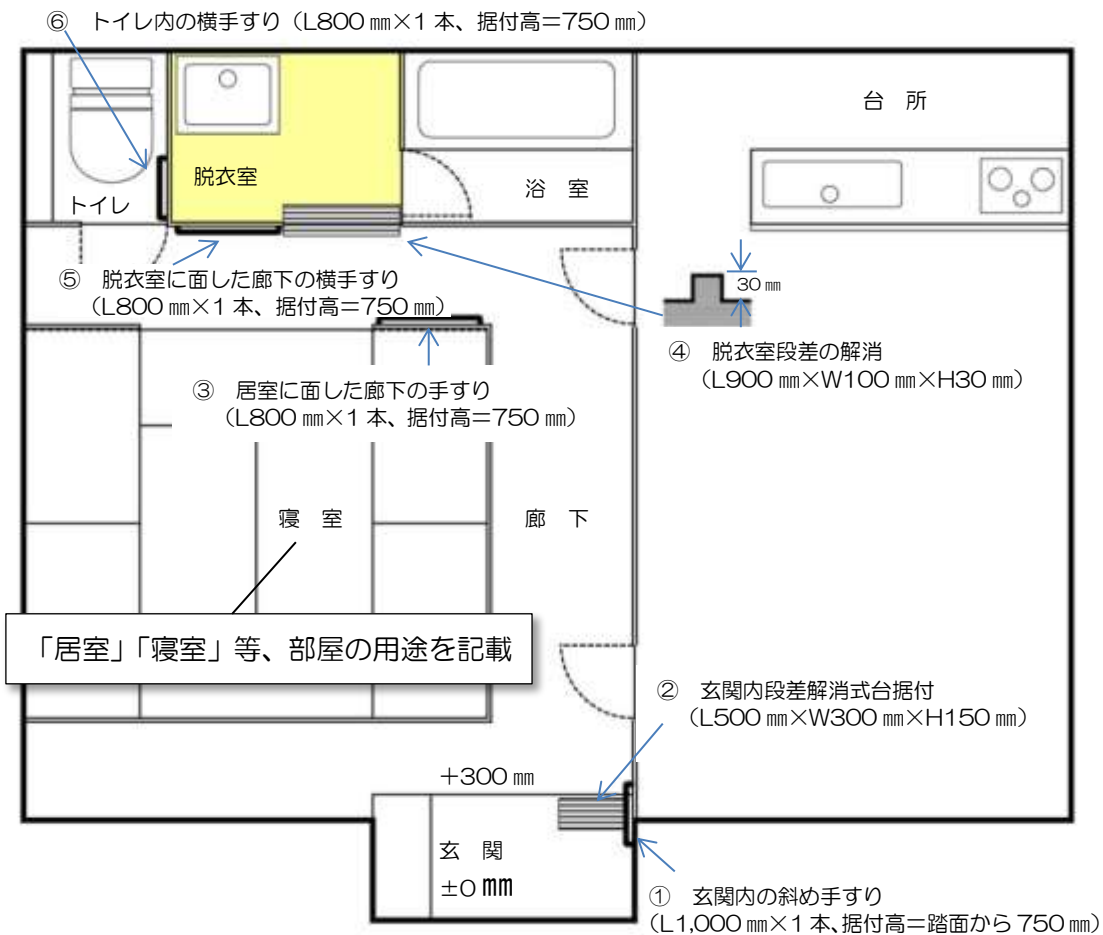 ⑥ トイレ内の横手すり（L800 ㎜×1 本、据付高＝750 ㎜）
台 所
脱衣室
浴 室
トイレ
⑤ 脱衣室に面した廊下の横手すり
（L800 ㎜×1 本、据付高＝750 ㎜）
30 ㎜
④ 脱衣室段差の解消
（L900 ㎜×W100 ㎜×H30 ㎜）
③ 居室に面した廊下の手すり
（L800 ㎜×1 本、据付高＝750 ㎜）
寝 室
廊 下
「居室」「寝室」等、部屋の用途を記載
② 玄関内段差解消式台据付
（L500 ㎜×W300 ㎜×H150 ㎜）
＋300 ㎜
玄 関
±0 ㎜
① 玄関内の斜め手すり
（L1,000 ㎜×1 本、据付高＝踏面から 750 ㎜）